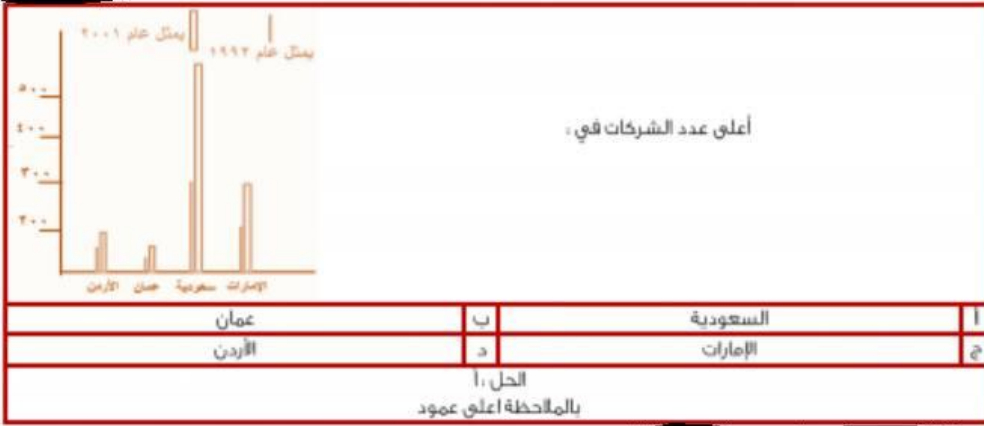 يمثل عام ٢٠٠١
يمثل عام ١٩٩٢
٥٠٠
٤٠٠
٣٠٠
٢٠٠
الإمارات سعودية عمان الأردن
أعلى عدد الشركات في :
أ السعودية ب عمان
ج الإمارات د الأردن
الحل : أ
بالملاحظة اعلى عمود